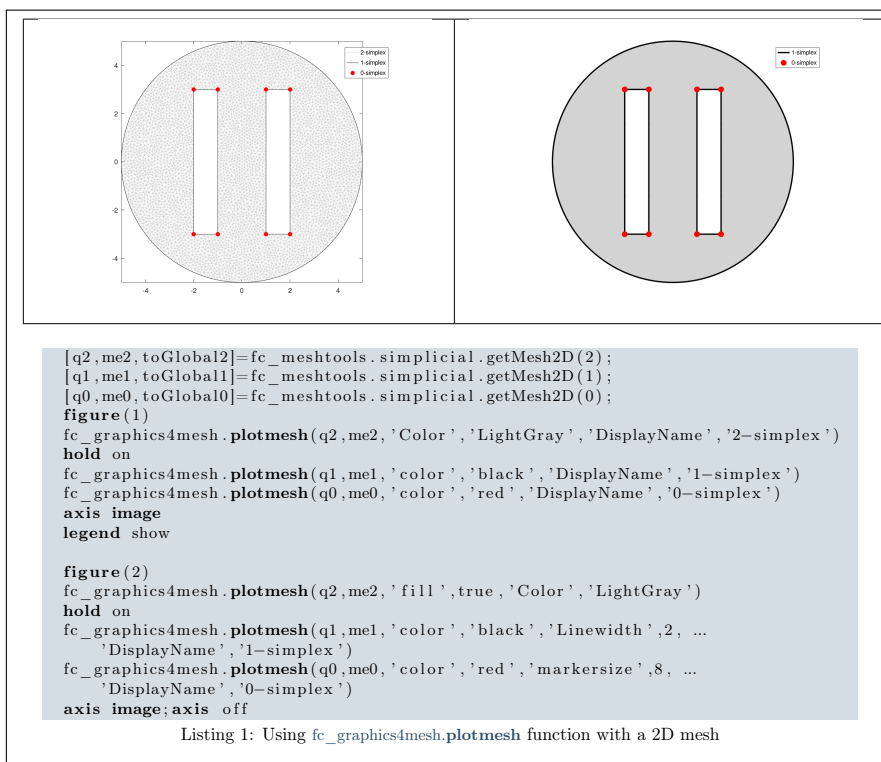 2-simplex
1-simplex
0-simplex
4
2
0
-2
-4
-4 -2 0 2 4
1-simplex
0-simplex
[q2,me2,toGlobal2]=fc_meshtools.simplicial.getMesh2D(2);
[q1,me1,toGlobal1]=fc_meshtools.simplicial.getMesh2D(1);
[q0,me0,toGlobal0]=fc_meshtools.simplicial.getMesh2D(0);
figure(1)
fc_graphics4mesh.plotmesh(q2,me2,'Color','LightGray','DisplayName','2−simplex')
hold on
fc_graphics4mesh.plotmesh(q1,me1,'color','black','DisplayName','1−simplex')
fc_graphics4mesh.plotmesh(q0,me0,'color','red','DisplayName','0−simplex')
axis image
legend show
figure(2)
fc_graphics4mesh.plotmesh(q2,me2,'fill',true,'Color','LightGray')
hold on
fc_graphics4mesh.plotmesh(q1,me1,'color','black','Linewidth',2, ...
'DisplayName','1−simplex')
fc_graphics4mesh.plotmesh(q0,me0,'color','red','markersize',8, ...
'DisplayName','0−simplex')
axis image;axis off
Listing 1: Using fc_graphics4mesh.plotmesh function with a 2D mesh